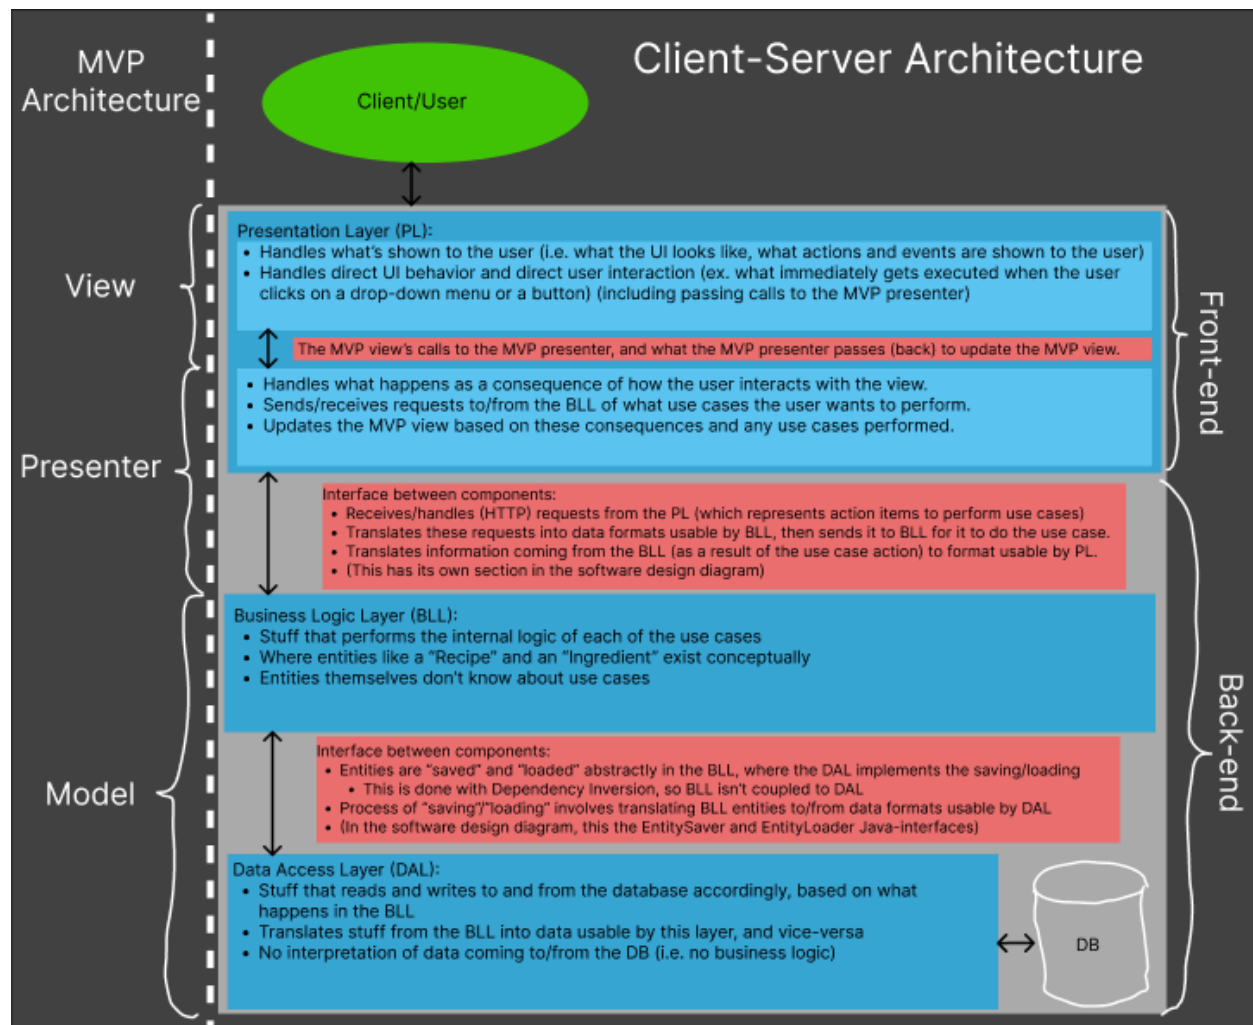 MVP
Architecture
Client-Server Architecture
Client/User
View
Presenter
Model
Front-end
Back-end
Presentation Layer (PL):
• Handles what's shown to the user (i.e. what the UI looks like, what actions and events are shown to the user)
• Handles direct UI behavior and direct user interaction (ex. what immediately gets executed when the user
clicks on a drop-down menu or a button) (including passing calls to the MVP presenter)
The MVP view's calls to the MVP presenter, and what the MVP presenter passes (back) to update the MVP view.
• Handles what happens as a consequence of how the user interacts with the view.
• Sends/receives requests to/from the BLL of what use cases the user wants to perform.
• Updates the MVP view based on these consequences and any use cases performed.
Interface between components:
• Receives/handles (HTTP) requests from the PL (which represents action items to perform use cases)
• Translates these requests into data formats usable by BLL, then sends it to BLL for it to do the use case.
• Translates information coming from the BLL (as a result of the use case action) to format usable by PL.
• (This has its own section in the software design diagram)
Business Logic Layer (BLL):
• Stuff that performs the internal logic of each of the use cases
• Where entities like a "Recipe" and an "Ingredient" exist conceptually
• Entities themselves don't know about use cases
Interface between components:
• Entities are "saved" and "loaded" abstractly in the BLL, where the DAL implements the saving/loading
• This is done with Dependency Inversion, so BLL isn't coupled to DAL
• Process of "saving"/"loading" involves translating BLL entities to/from data formats usable by DAL
• (In the software design diagram, this the EntitySaver and EntityLoader Java-interfaces)
Data Access Layer (DAL):
• Stuff that reads and writes to and from the database accordingly, based on what
happens in the BLL
• Translates stuff from the BLL into data usable by this layer, and vice-versa
• No interpretation of data coming to/from the DB (i.e. no business logic)
DB